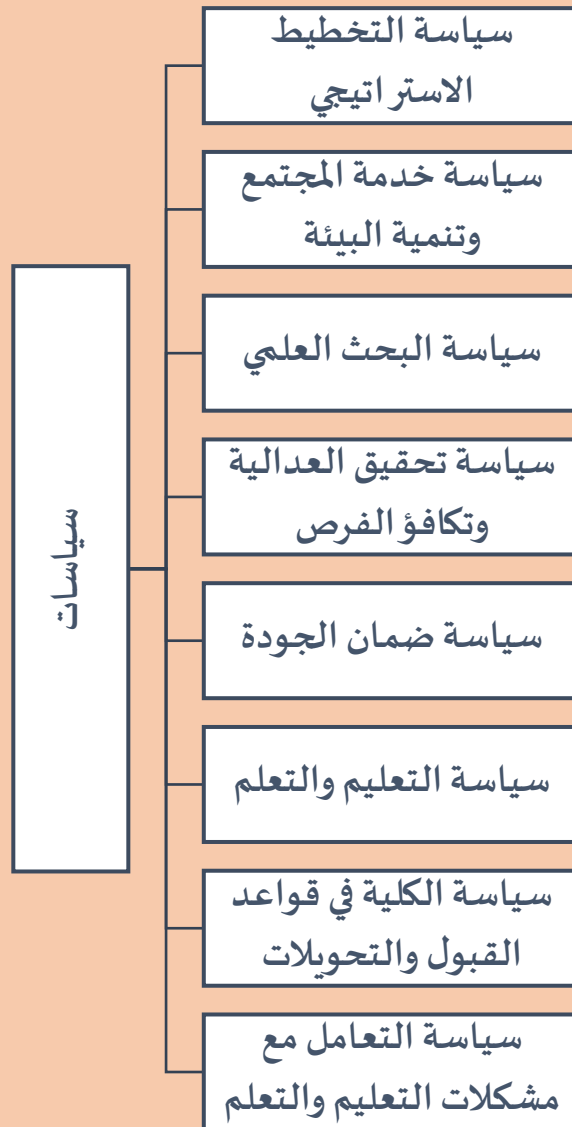 سياسات
سياسة التخطيط
الاستراتيجي
سياسة خدمة المجتمع
وتنمية البيئة
سياسة البحث العلمي
سياسة تحقيق العدالية
وتكافؤ الفرص
سياسة ضمان الجودة
سياسة التعليم والتعلم
سياسة الكلية في قواعد
القبول والتحويلات
سياسة التعامل مع
مشكلات التعليم والتعلم